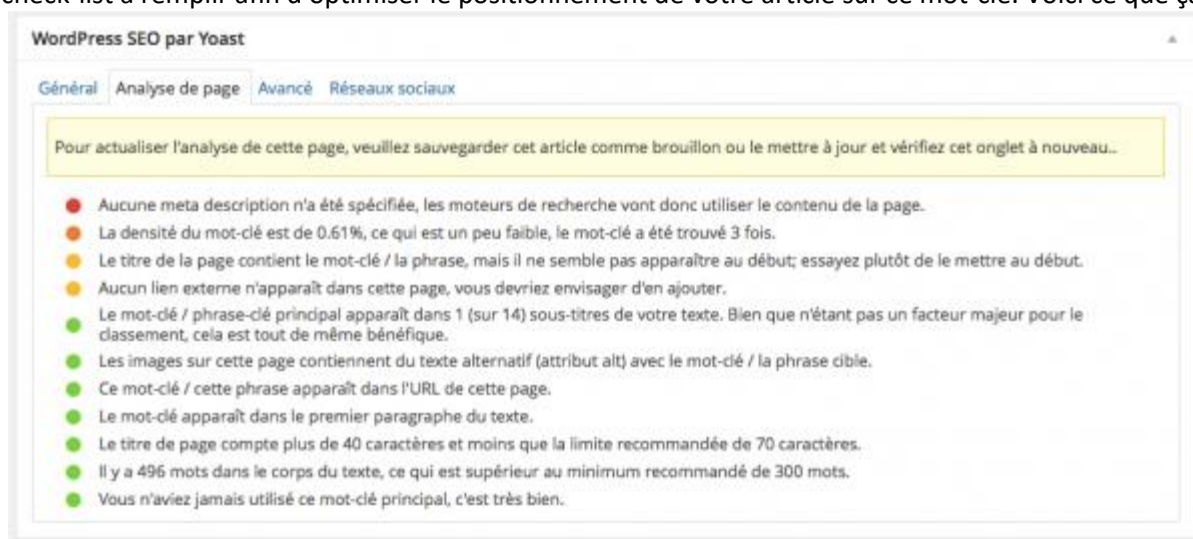 check-list à remplir afin d'optimiser le positionnement de votre article sur ce mot-clé. Voici ce que
WordPress SEO par Yoast
Général Analyse de page Avancé Réseaux sociaux
Pour actualiser l'analyse de cette page, veuillez sauvegarder cet article comme brouillon ou le mettre à jour et vérifiez cet onglet à nouveau..
Aucune meta description n'a été spécifiée, les moteurs de recherche vont donc utiliser le contenu de la page.
La densité du mot-clé est de 0.61%, ce qui est un peu faible, le mot-clé a été trouvé 3 fois.
Le titre de la page contient le mot-clé / la phrase, mais il ne semble pas apparaître au début; essayez plutôt de le mettre au début.
Aucun lien externe n'apparaît dans cette page, vous devriez envisager d'en ajouter.
Le mot-clé / phrase-clé principal apparaît dans 1 (sur 14) sous-titres de votre texte. Bien que n'étant pas un facteur majeur pour le
classement, cela est tout de même bénéfique.
Les images sur cette page contiennent du texte alternatif (attribut alt) avec le mot-clé / la phrase cible.
Ce mot-clé / cette phrase apparaît dans l'URL de cette page.
Le mot-clé apparaît dans le premier paragraphe du texte.
Le titre de page compte plus de 40 caractères et moins que la limite recommandée de 70 caractères.
Il y a 496 mots dans le corps du texte, ce qui est supérieur au minimum recommandé de 300 mots.
Vous n'aviez jamais utilisé ce mot-clé principal, c'est très bien.